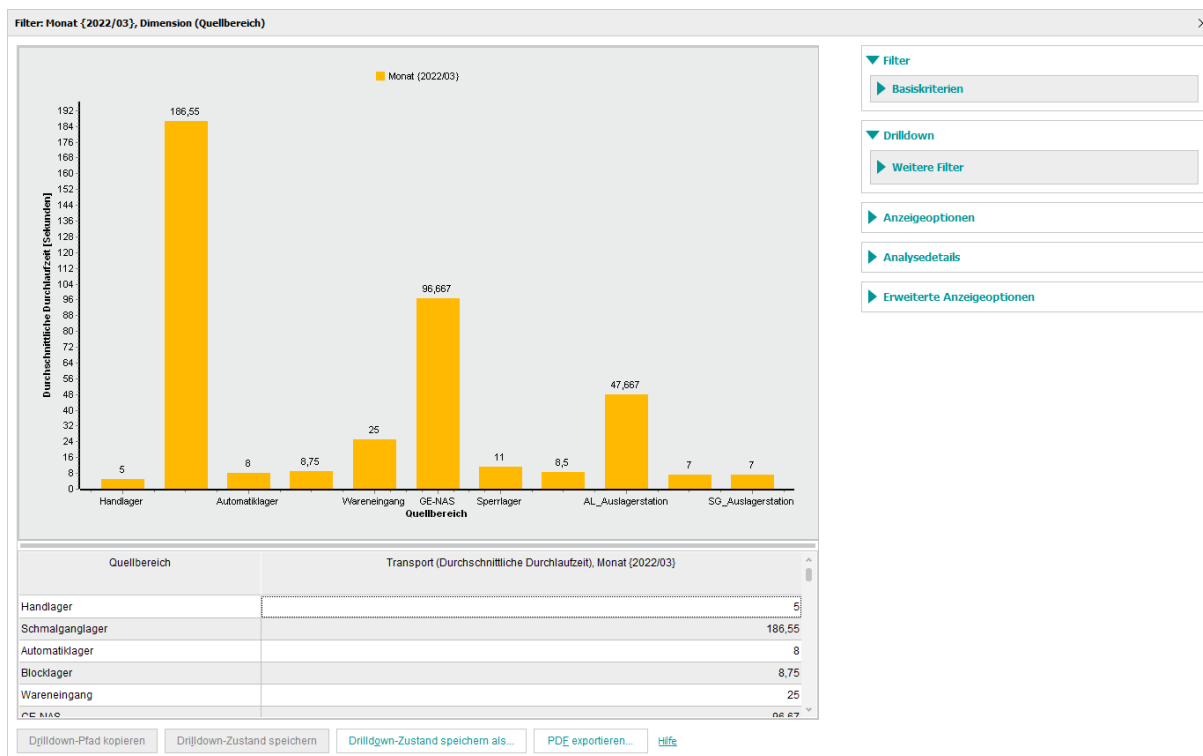 Filter: Monat {2022/03}, Dimension (Quellbereich)
Monat {2022/03}
Durchschnittliche Durchlaufzeit [Sekunden]
192
184
176
168
160
152
144
136
128
120
112
104
96
88
80
72
64
56
48
40
32
24
16
8
0
5
186,55
8
8,75
25
96,667
11
8,5
47,667
7
7
Handlager Automatiklager Wareneingang GE-NAS Sperrlager AL_Auslagerstation SG_Auslagerstation
Quellbereich
Quellbereich Transport (Durchschnittliche Durchlaufzeit), Monat {2022/03}
Handlager 5
Schmalganglager 186,55
Automatiklager 8
Blocklager 8,75
Wareneingang 25
GE-NAS 96,67
Drilldown-Pfad kopieren Drilldown-Zustand speichern Drilldown-Zustand speichern als... PDF exportieren... Hilfe
Filter
Basiskriterien
Drilldown
Weitere Filter
Anzeigeoptionen
Analysedetails
Erweiterte Anzeigeoptionen